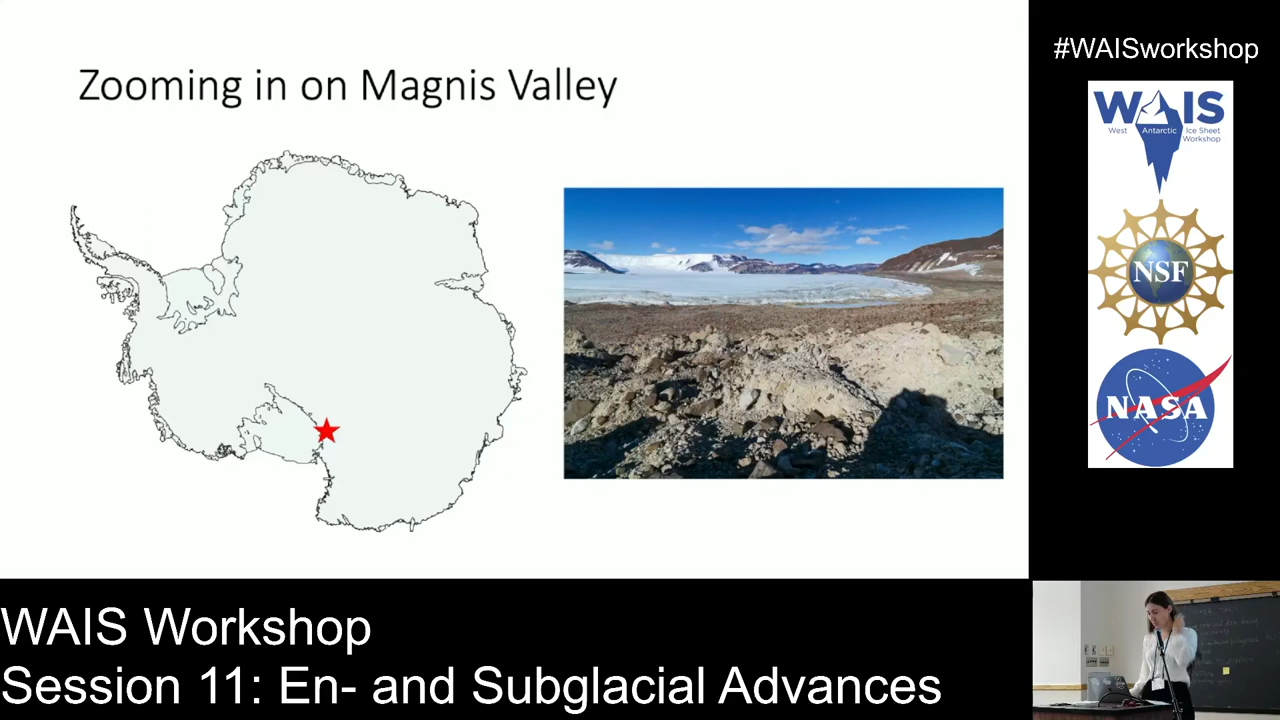 Zooming in on Magnis Valley
#WAISworkshop
WAIS
West Antarctic Ice Sheet
Workshop
NSF
NASA
WAIS Workshop
Session 11: En- and Subglacial Advances